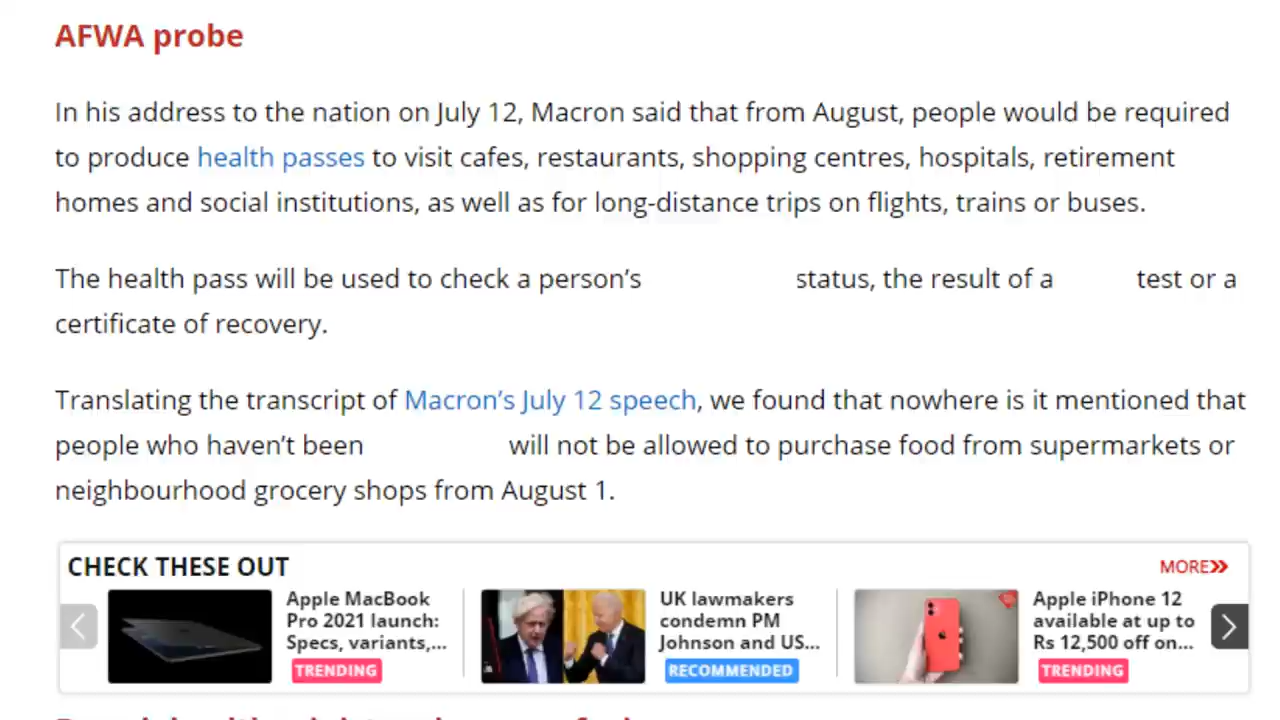 AFWA probe
In his address to the nation on July 12, Macron said that from August, people would be required
to produce health passes to visit cafes, restaurants, shopping centres, hospitals, retirement
homes and social institutions, as well as for long-distance trips on flights, trains or buses.
The health pass will be used to check a person's status, the result of a test or a
certificate of recovery.
Translating the transcript of Macron's July 12 speech, we found that nowhere is it mentioned that
people who haven't been will not be allowed to purchase food from supermarkets or
neighbourhood grocery shops from August 1.
CHECK THESE OUT
MORE
Apple MacBook
Pro 2021 launch:
Specs, variants,...
TRENDING
UK lawmakers
condemn PM
Johnson and US...
RECOMMENDED
Apple iPhone 12
available at up to
Rs 12,500 off on...
TRENDING